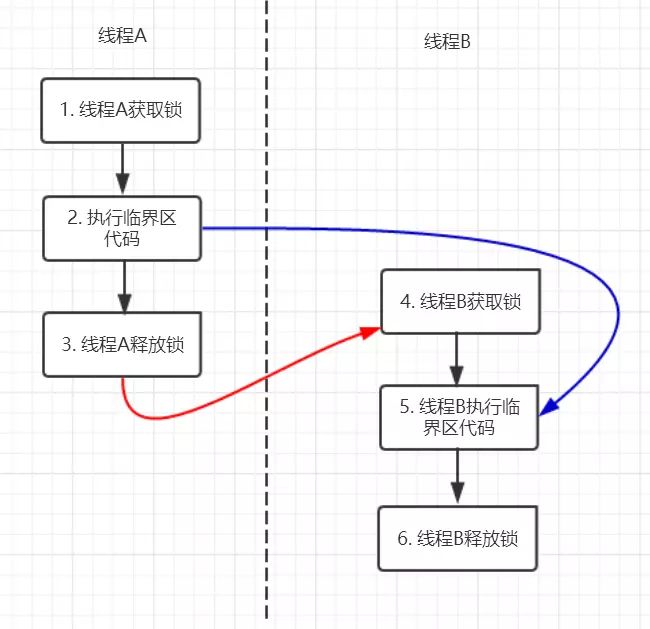 线程A
线程B
1. 线程A获取锁
2. 执行临界区
代码
3. 线程A释放锁
4. 线程B获取锁
5. 线程B执行临
界区代码
6. 线程B释放锁